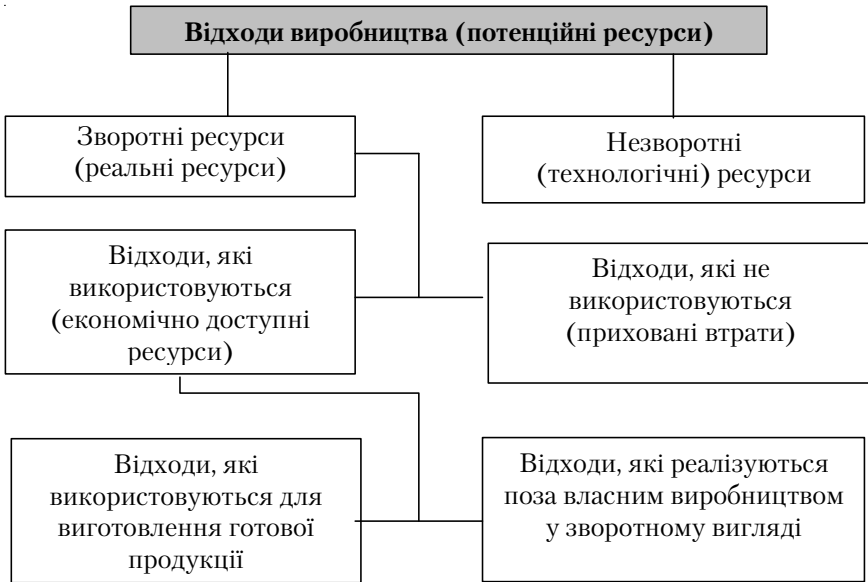 Відходи виробництва (потенційні ресурси)
Зворотні ресурси
(реальні ресурси)
Незворотні
(технологічні) ресурси
Відходи, які
використовуються
(економічно доступні
ресурси)
Відходи, які не
використовуються
(приховані втрати)
Відходи, які
використовуються для
виготовлення готової
продукції
Відходи, які реалізуються
поза власним виробництвом
у зворотному вигляді